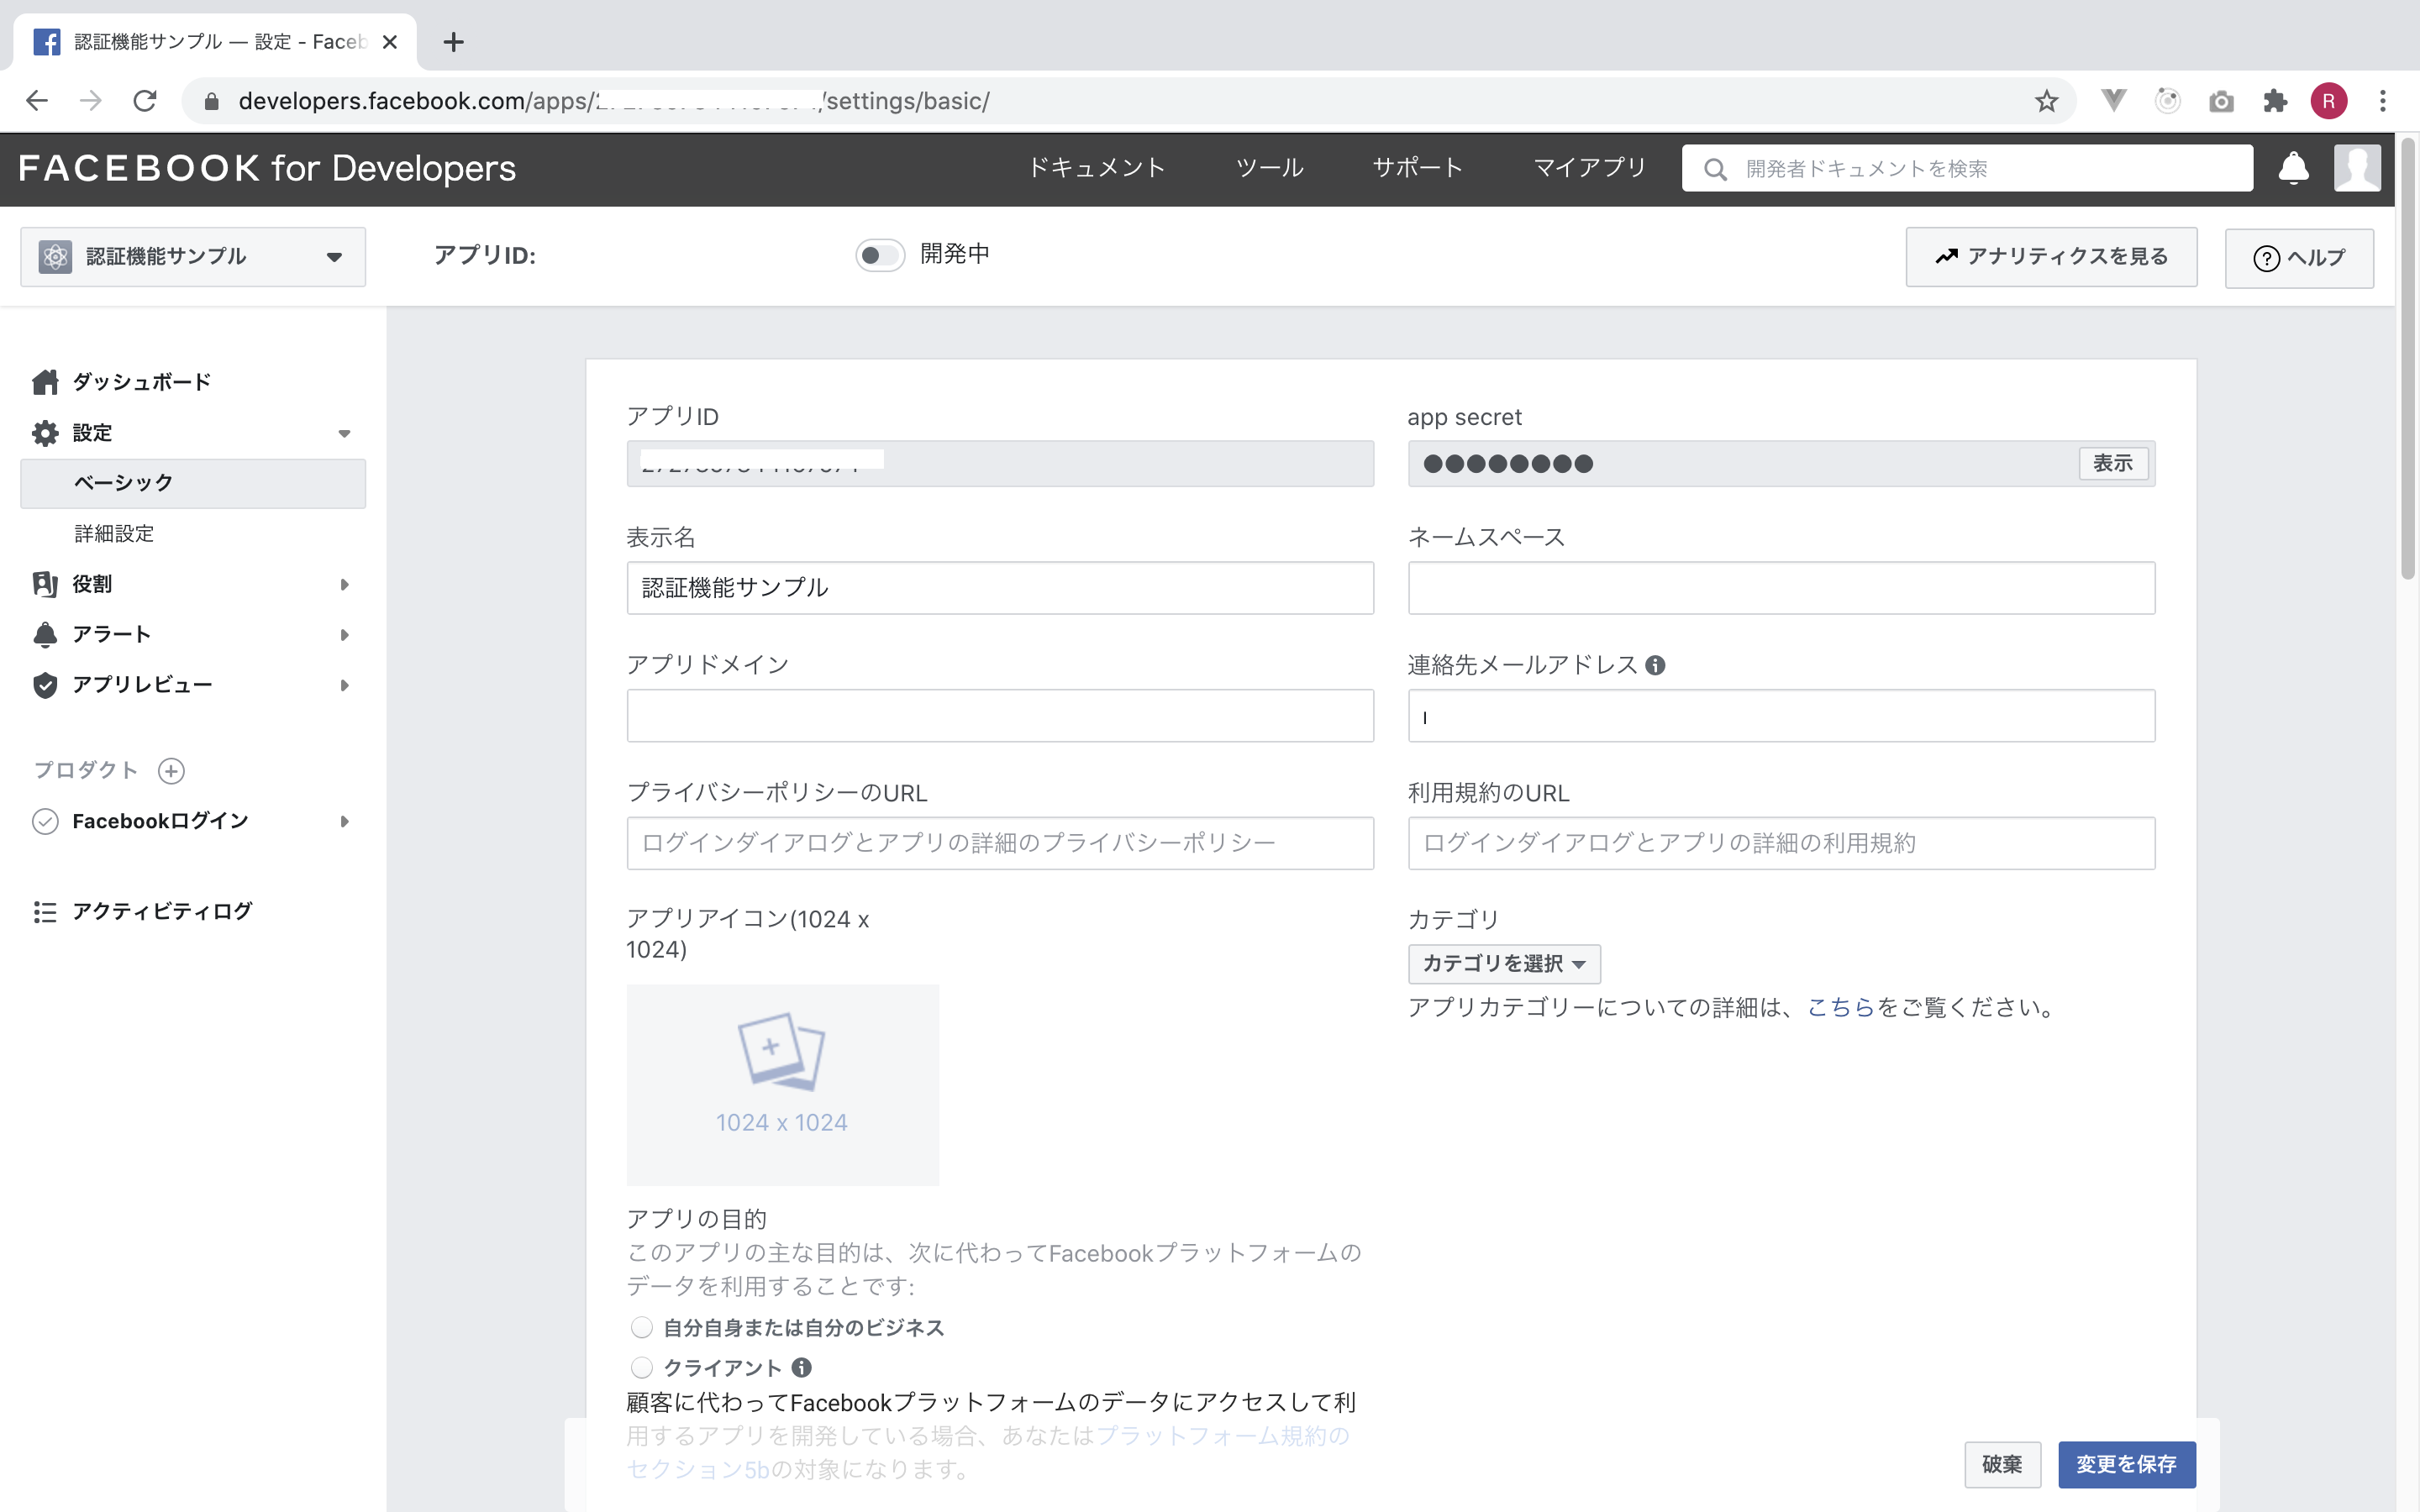 認証機能サンプル — 設定 - Faceb
developers.facebook.com/apps/ /settings/basic/
R
FACEBOOK for Developers
ドキュメント
ツール
サポート
マイアプリ
開発者ドキュメントを検索
認証機能サンプル
アプリID:
開発中
アナリティクスを見る
ヘルプ
ダッシュボード
設定
ベーシック
詳細設定
役割
アラート
アプリレビュー
プロダクト
Facebookログイン
アクティビティログ
アプリID
app secret
●●●●●●●●
表示
表示名
認証機能サンプル
ネームスペース
アプリドメイン
連絡先メールアドレス
プライバシーポリシーのURL
ログインダイアログとアプリの詳細のプライバシーポリシー
利用規約のURL
ログインダイアログとアプリの詳細の利用規約
アプリアイコン(1024 x
1024)
1024 x 1024
カテゴリ
カテゴリを選択
アプリカテゴリーについての詳細は、こちらをご覧ください。
アプリの目的
このアプリの主な目的は、次に代わってFacebookプラットフォームの
データを利用することです:
自分自身または自分のビジネス
クライアント
顧客に代わってFacebookプラットフォームのデータにアクセスして利
用するアプリを開発している場合、あなたはプラットフォーム規約の
セクション5bの対象になります。
破棄
変更を保存